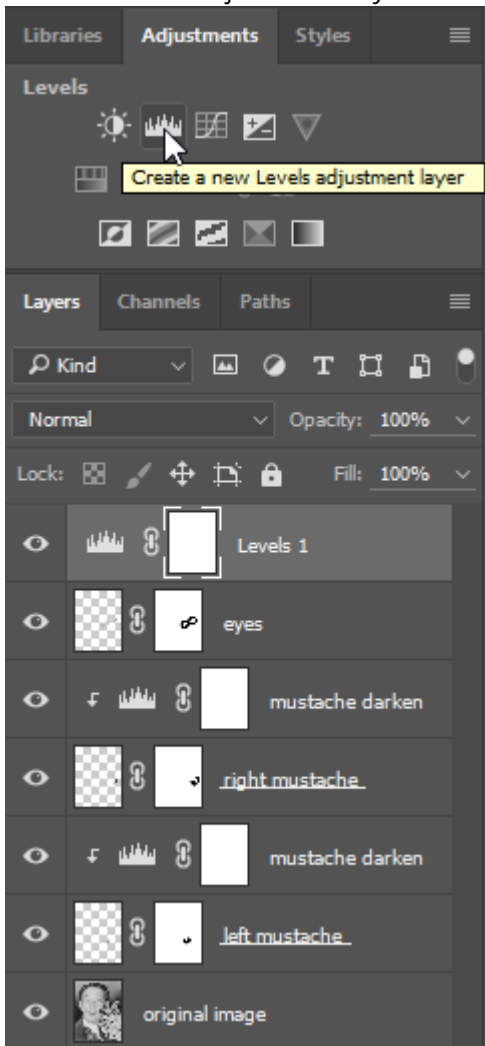 Libraries Adjustments Styles
Levels
Create a new Levels adjustment layer
Layers Channels Paths
Kind T
Normal Opacity: 100%
Lock: Fill: 100%
Levels 1
eyes
mustache darken
right mustache
mustache darken
left mustache
original image